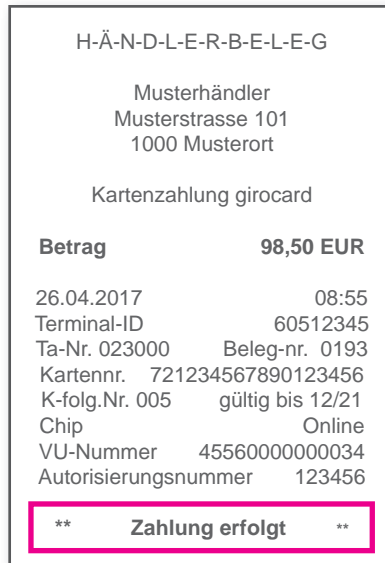 H-Ä-N-D-L-E-R-B-E-L-E-G
Musterhändler
Musterstrasse 101
1000 Musterort
Kartenzahlung girocard
Betrag 98,50 EUR
26.04.2017 08:55
Terminal-ID 60512345
Ta-Nr. 023000 Beleg-nr. 0193
Kartennr. 721234567890123456
K-folg.Nr. 005 gültig bis 12/21
Chip Online
VU-Nummer 45560000000034
Autorisierungsnummer 123456
** Zahlung erfolgt **